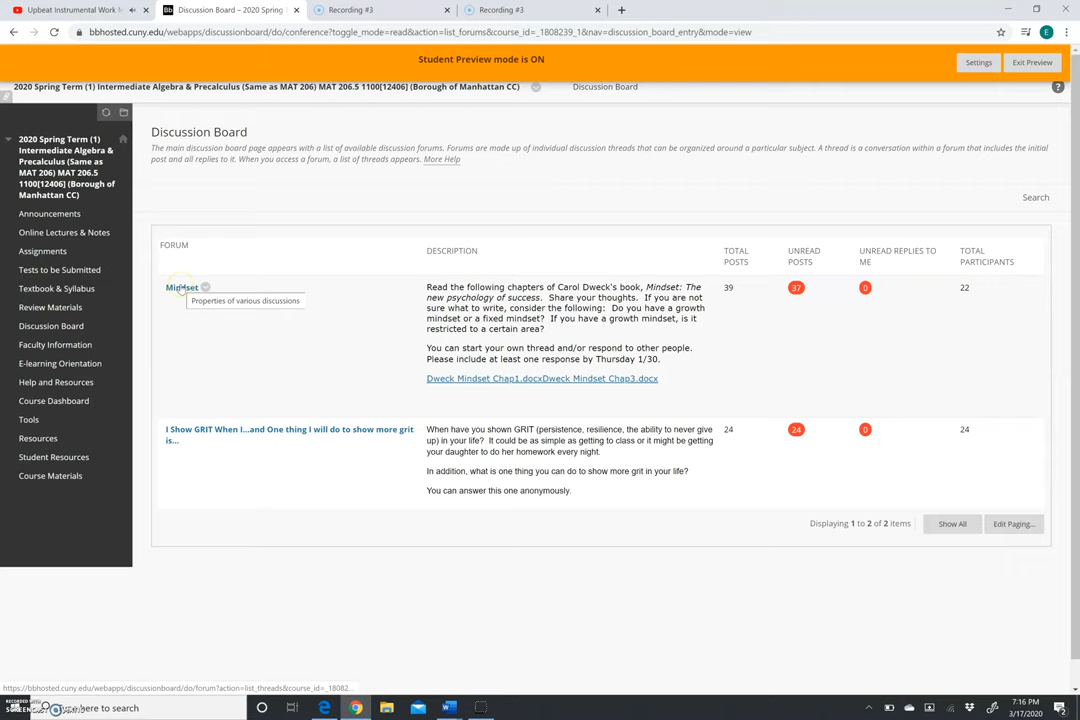 Upbeat Instrumental Work M
Discussion Board – 2020 Spring T
Recording #3
Recording #3
bbhosted.cuny.edu/webapps/discussionboard/do/conference?toggle_mode=read&action=list_forums&course_id=_1808239_1&nav=discussion_board_entry&mode=view
E
Student Preview mode is ON
Settings
Exit Preview
2020 Spring Term (1) Intermediate Algebra & Precalculus (Same as MAT 206) MAT 206.5 1100[12406] (Borough of Manhattan CC)
Discussion Board
?
2020 Spring Term (1)
Intermediate Algebra &
Precalculus (Same as
MAT 206) MAT 206.5
1100[12406] (Borough of
Manhattan CC)
Announcements
Online Lectures & Notes
Assignments
Tests to be Submitted
Textbook & Syllabus
Review Materials
Discussion Board
Faculty Information
E-learning Orientation
Help and Resources
Course Dashboard
Tools
Resources
Student Resources
Course Materials
Discussion Board
The main discussion board page appears with a list of available discussion forums. Forums are made up of individual discussion threads that can be organized around a particular subject. A thread is a conversation within a forum that includes the initial
post and all replies to it. When you access a forum, a list of threads appears. More Help
Search
FORUM
DESCRIPTION
TOTAL
POSTS
UNREAD
POSTS
UNREAD REPLIES TO
ME
TOTAL
PARTICIPANTS
Mindset
Properties of various discussions
Read the following chapters of Carol Dweck's book, Mindset: The
new psychology of success. Share your thoughts. If you are not
sure what to write, consider the following: Do you have a growth
mindset or a fixed mindset? If you have a growth mindset, is it
restricted to a certain area?
You can start your own thread and/or respond to other people.
Please include at least one response by Thursday 1/30.
Dweck Mindset Chap1.docxDweck Mindset Chap3.docx
39
37
0
22
I Show GRIT When I...and One thing I will do to show more grit
is...
When have you shown GRIT (persistence, resilience, the ability to never give
up) in your life? It could be as simple as getting to class or it might be getting
your daughter to do her homework every night.
In addition, what is one thing you can do to show more grit in your life?
You can answer this one anonymously.
24
24
0
24
Displaying 1 to 2 of 2 items
Show All
Edit Paging...
https://bbhosted.cuny.edu/webapps/discussionboard/do/forum?action=list_threads&course_id=_18082...
RECORDED WITH
here to search
7:16 PM
3/17/2020
2